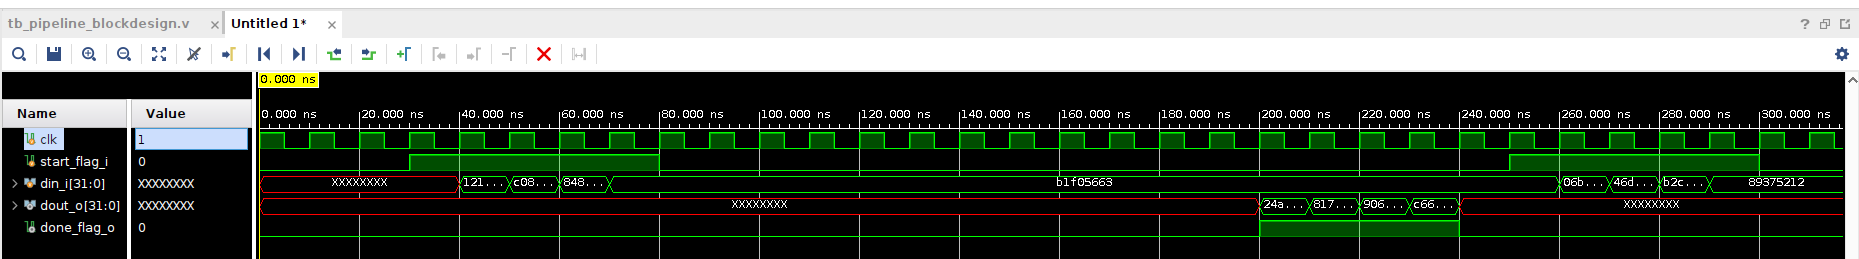 tb_pipeline_blockdesign.v × Untitled 1* × ?
0.000 ns
Name Value 0.000 ns 20.000 ns 40.000 ns 60.000 ns 80.000 ns 100.000 ns 120.000 ns 140.000 ns 160.000 ns 180.000 ns 200.000 ns 220.000 ns 240.000 ns 260.000 ns 280.000 ns 300.000 ns
clk 1
start_flag_i 0
din_i[31:0] XXXXXXXX XXXXXXXX 121... c08... 848... b1f05663 06b... 46d... b2c... 89375212
dout_o[31:0] XXXXXXXX XXXXXXXX 24a... 817... 906... c66... XXXXXXXX
done_flag_o 0